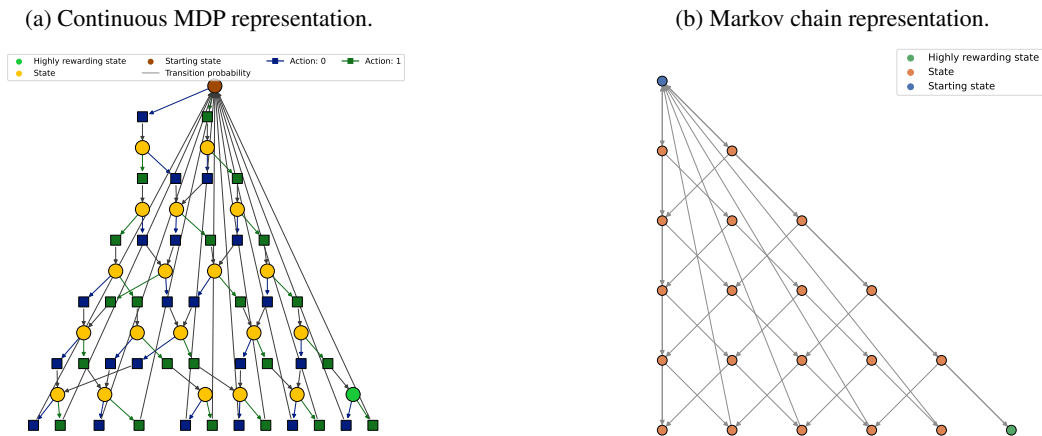 (a) Continuous MDP representation.
Highly rewarding state
Starting state
Action: 0
Action: 1
State
Transition probability
(b) Markov chain representation.
Highly rewarding state
State
Starting state